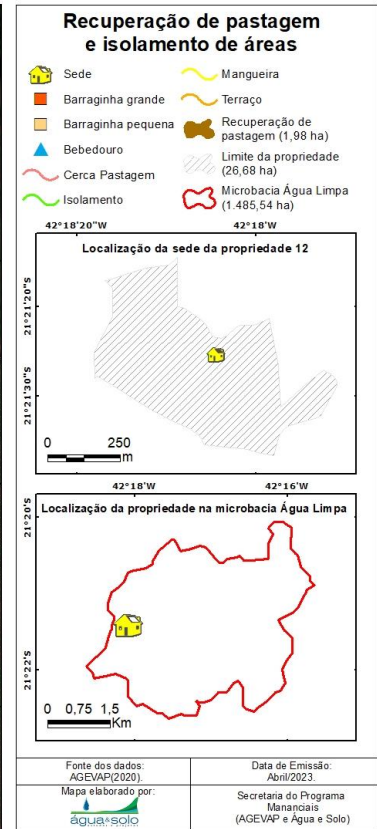 Recuperação de pastagem
e isolamento de áreas
Sede
Barraginha grande
Barraginha pequena
Bebedouro
Cerca Pastagem
Isolamento
Mangueira
Terraço
Recuperação de
pastagem (1,98 ha)
Limite da propriedade
(26,68 ha)
Microbacia Água Limpa
(1.485,54 ha)
42°18'20"W
42°18'W
Localização da sede da propriedade 12
21°21'20"S
21°21'30"S
0
250
m
42°18'W
42°16'W
Localização da propriedade na microbacia Água Limpa
21°20'S
21°22'S
0
0,75
1,5
Km
Fonte dos dados:
AGEVAP(2020).
Data de Emissão:
Abril/2023.
Mapa elaborado por:
água&solo
Secretaria do Programa
Mananciais
(AGEVAP e Água e Solo)